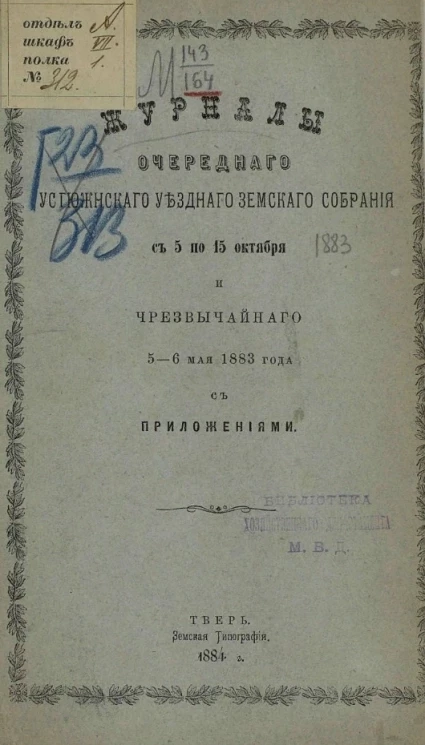 отдѣлъ А.
шкафъ VII.
полка 1.
№ 312.
М 143
164
ЖУРНАЛЫ
ОЧЕРЕДНАГО
УСТЮЖНСКАГО УѢЗДНАГО ЗЕМСКАГО СОБРАНІЯ
съ 5 по 15 октября
1883
и
ЧРЕЗВЫЧАЙНАГО
5—6 мая 1883 года
съ
ПРИЛОЖЕНІЯМИ.
БИБЛІОТЕКА
М. В. Д.
ТВЕРЬ.
Земская Типографія.
1884 г.